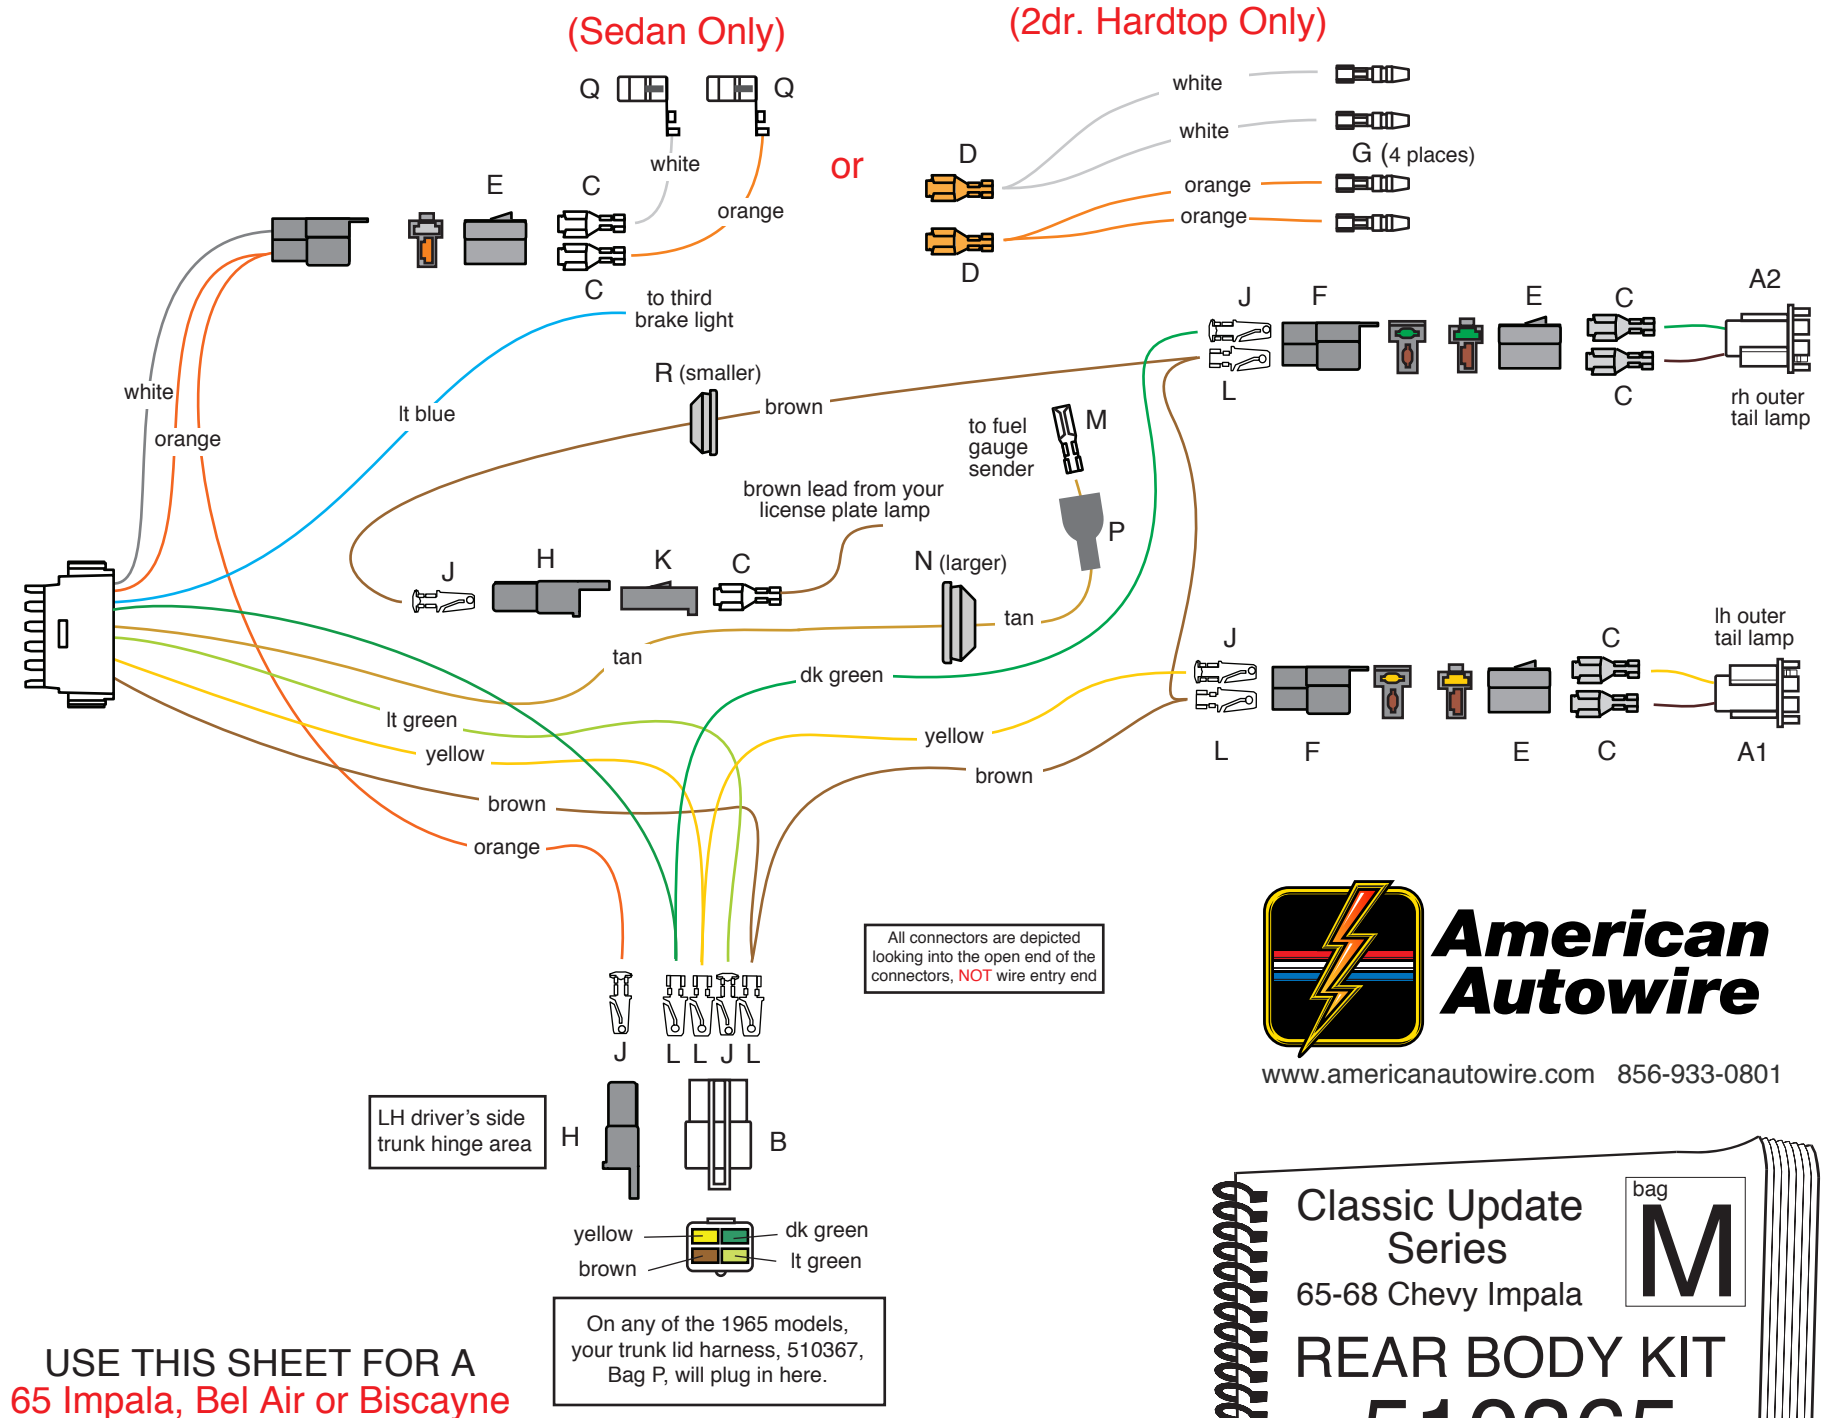 (Sedan Only)
(2dr. Hardtop Only)
Q
Q
white
orange
or
D
D
white
white
G (4 places)
orange
orange
E
C
C
to third
brake light
white
orange
lt blue
R (smaller)
brown
to fuel
gauge
sender
M
P
J
F
E
C
A2
L
C
rh outer
tail lamp
brown lead from your
license plate lamp
J
H
K
C
N (larger)
tan
tan
dk green
lh outer
tail lamp
J
C
L
F
E
C
A1
lt green
yellow
yellow
brown
brown
orange
All connectors are depicted
looking into the open end of the
connectors, NOT wire entry end
J
L L J L
LH driver's side
trunk hinge area
H
B
yellow
dk green
brown
lt green
On any of the 1965 models,
your trunk lid harness, 510367,
Bag P, will plug in here.
USE THIS SHEET FOR A
65 Impala, Bel Air or Biscayne
American
Autowire
www.americanautowire.com 856-933-0801
Classic Update
Series
65-68 Chevy Impala
bag
M
REAR BODY KIT